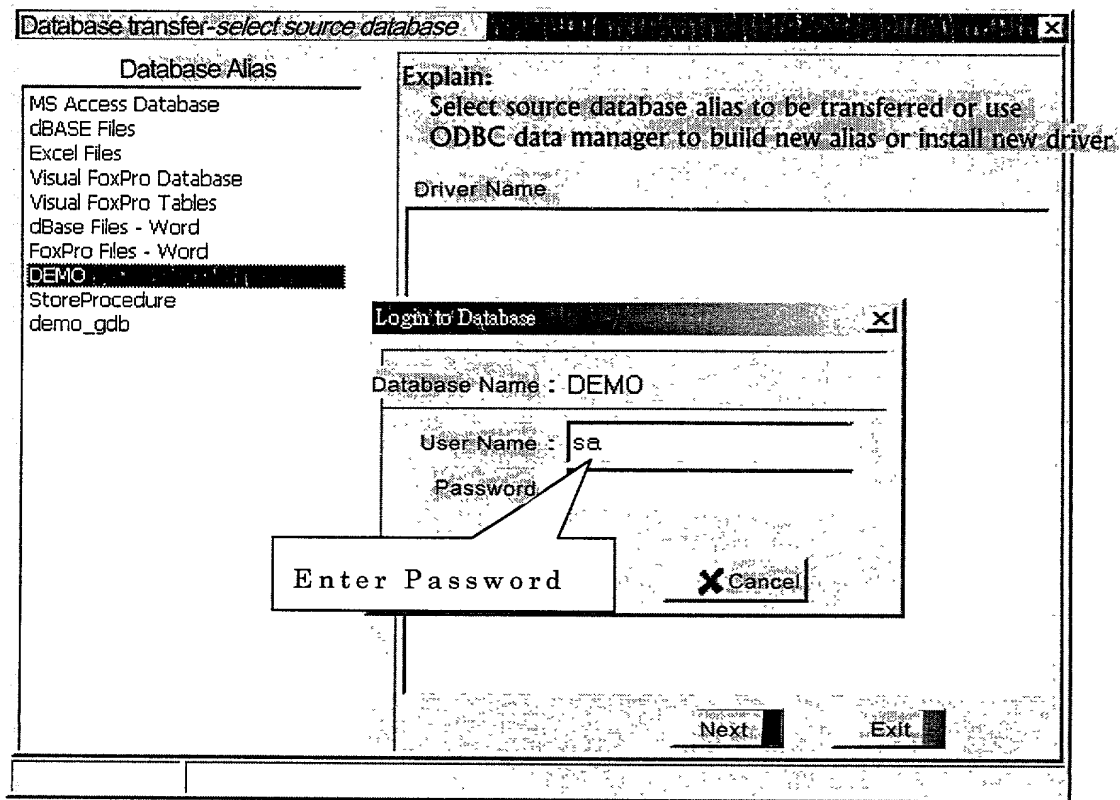 Database transfer-select source database
Database Alias
MS Access Database
dBASE Files
Excel Files
Visual FoxPro Database
Visual FoxPro Tables
dBase Files - Word
FoxPro Files - Word
DEMO
StoreProcedure
demo_gdb
Explain:
Select source database alias to be transferred or use
ODBC data manager to build new alias or install new driver
Driver Name
Login to Database
Database Name : DEMO
User Name : sa
Password
Enter Password
Cancel
Next
Exit